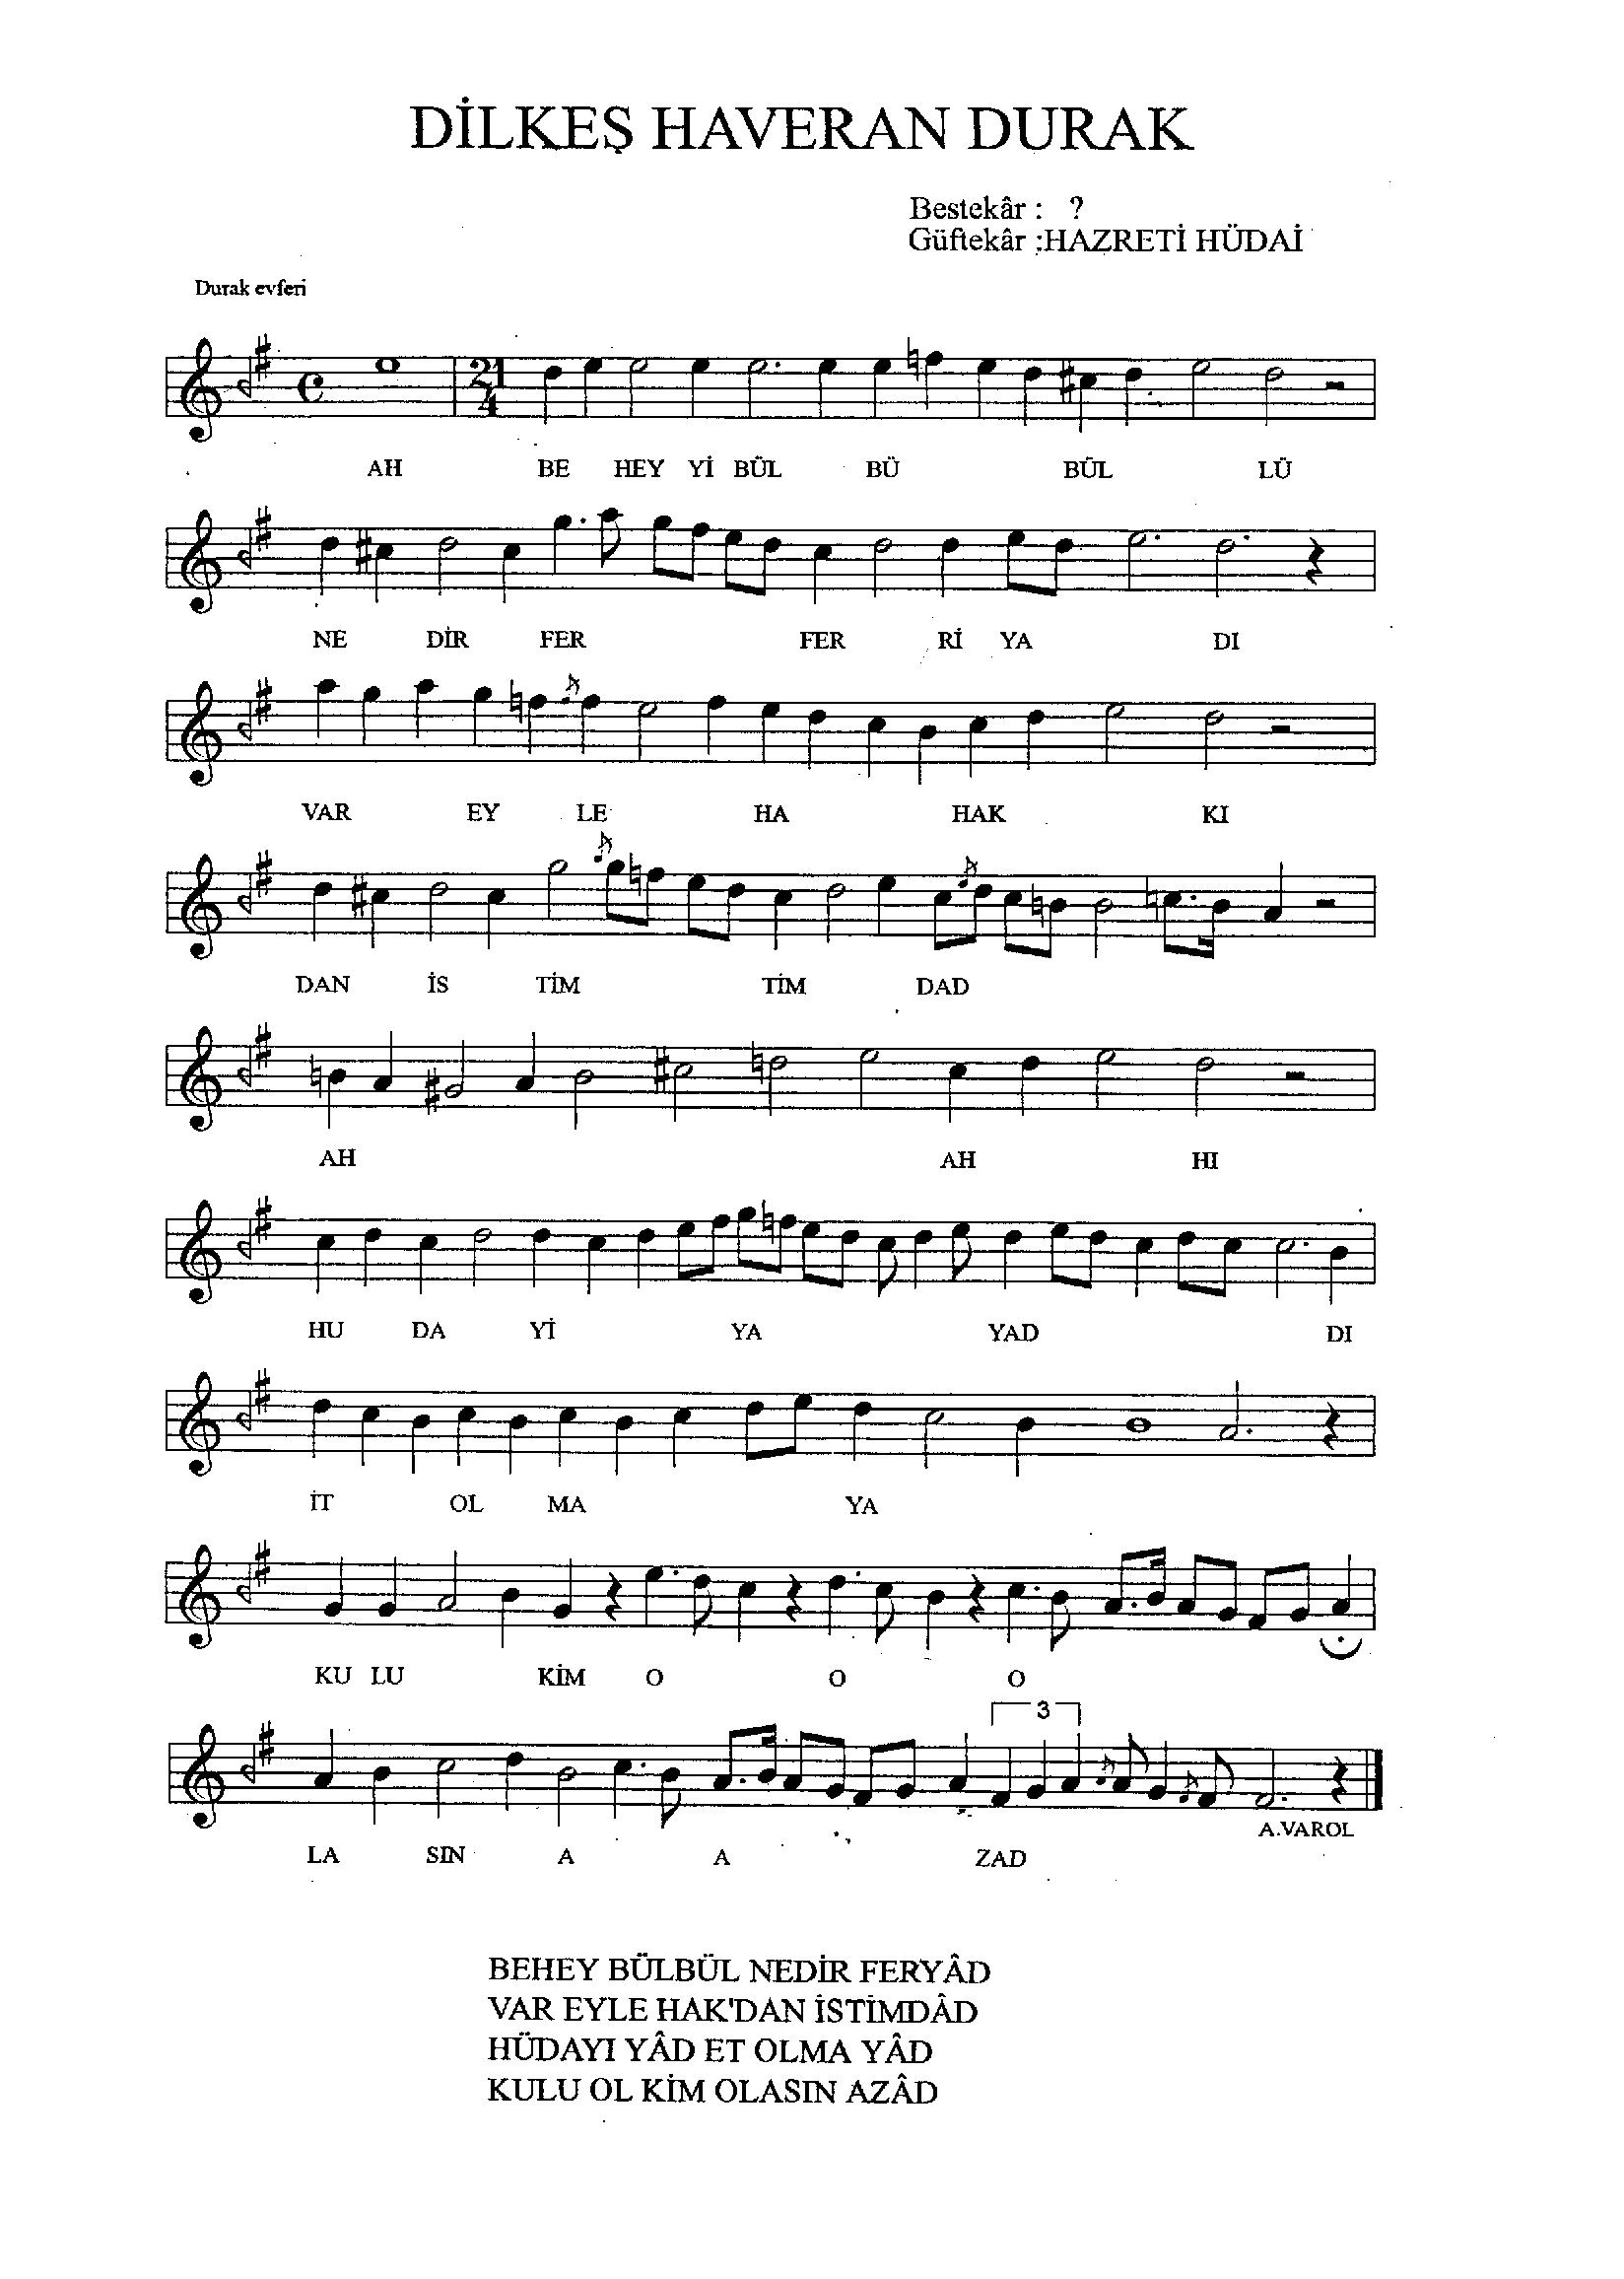 DİLKEŞ HAVERAN DURAK
Bestekâr : ?
Güftekâr :HAZRETİ HÜDAİ
Durak evferi
21
4
AH BE HEY Yİ BÜL BÜ BÜL LÜ
NE DİR FER FER Rİ YA DI
VAR EY LE HA HAK KI
DAN İS TİM TİM DAD
AH AH HI
HU DA Yİ YA YAD DI
İT OL MA YA
KU LU KİM O O O
3
A.VAROL
LA SIN A A ZAD
BEHEY BÜLBÜL NEDİR FERYÂD
VAR EYLE HAK'DAN İSTİMDÂD
HÜDAYI YÂD ET OLMA YÂD
KULU OL KİM OLASIN AZÂD